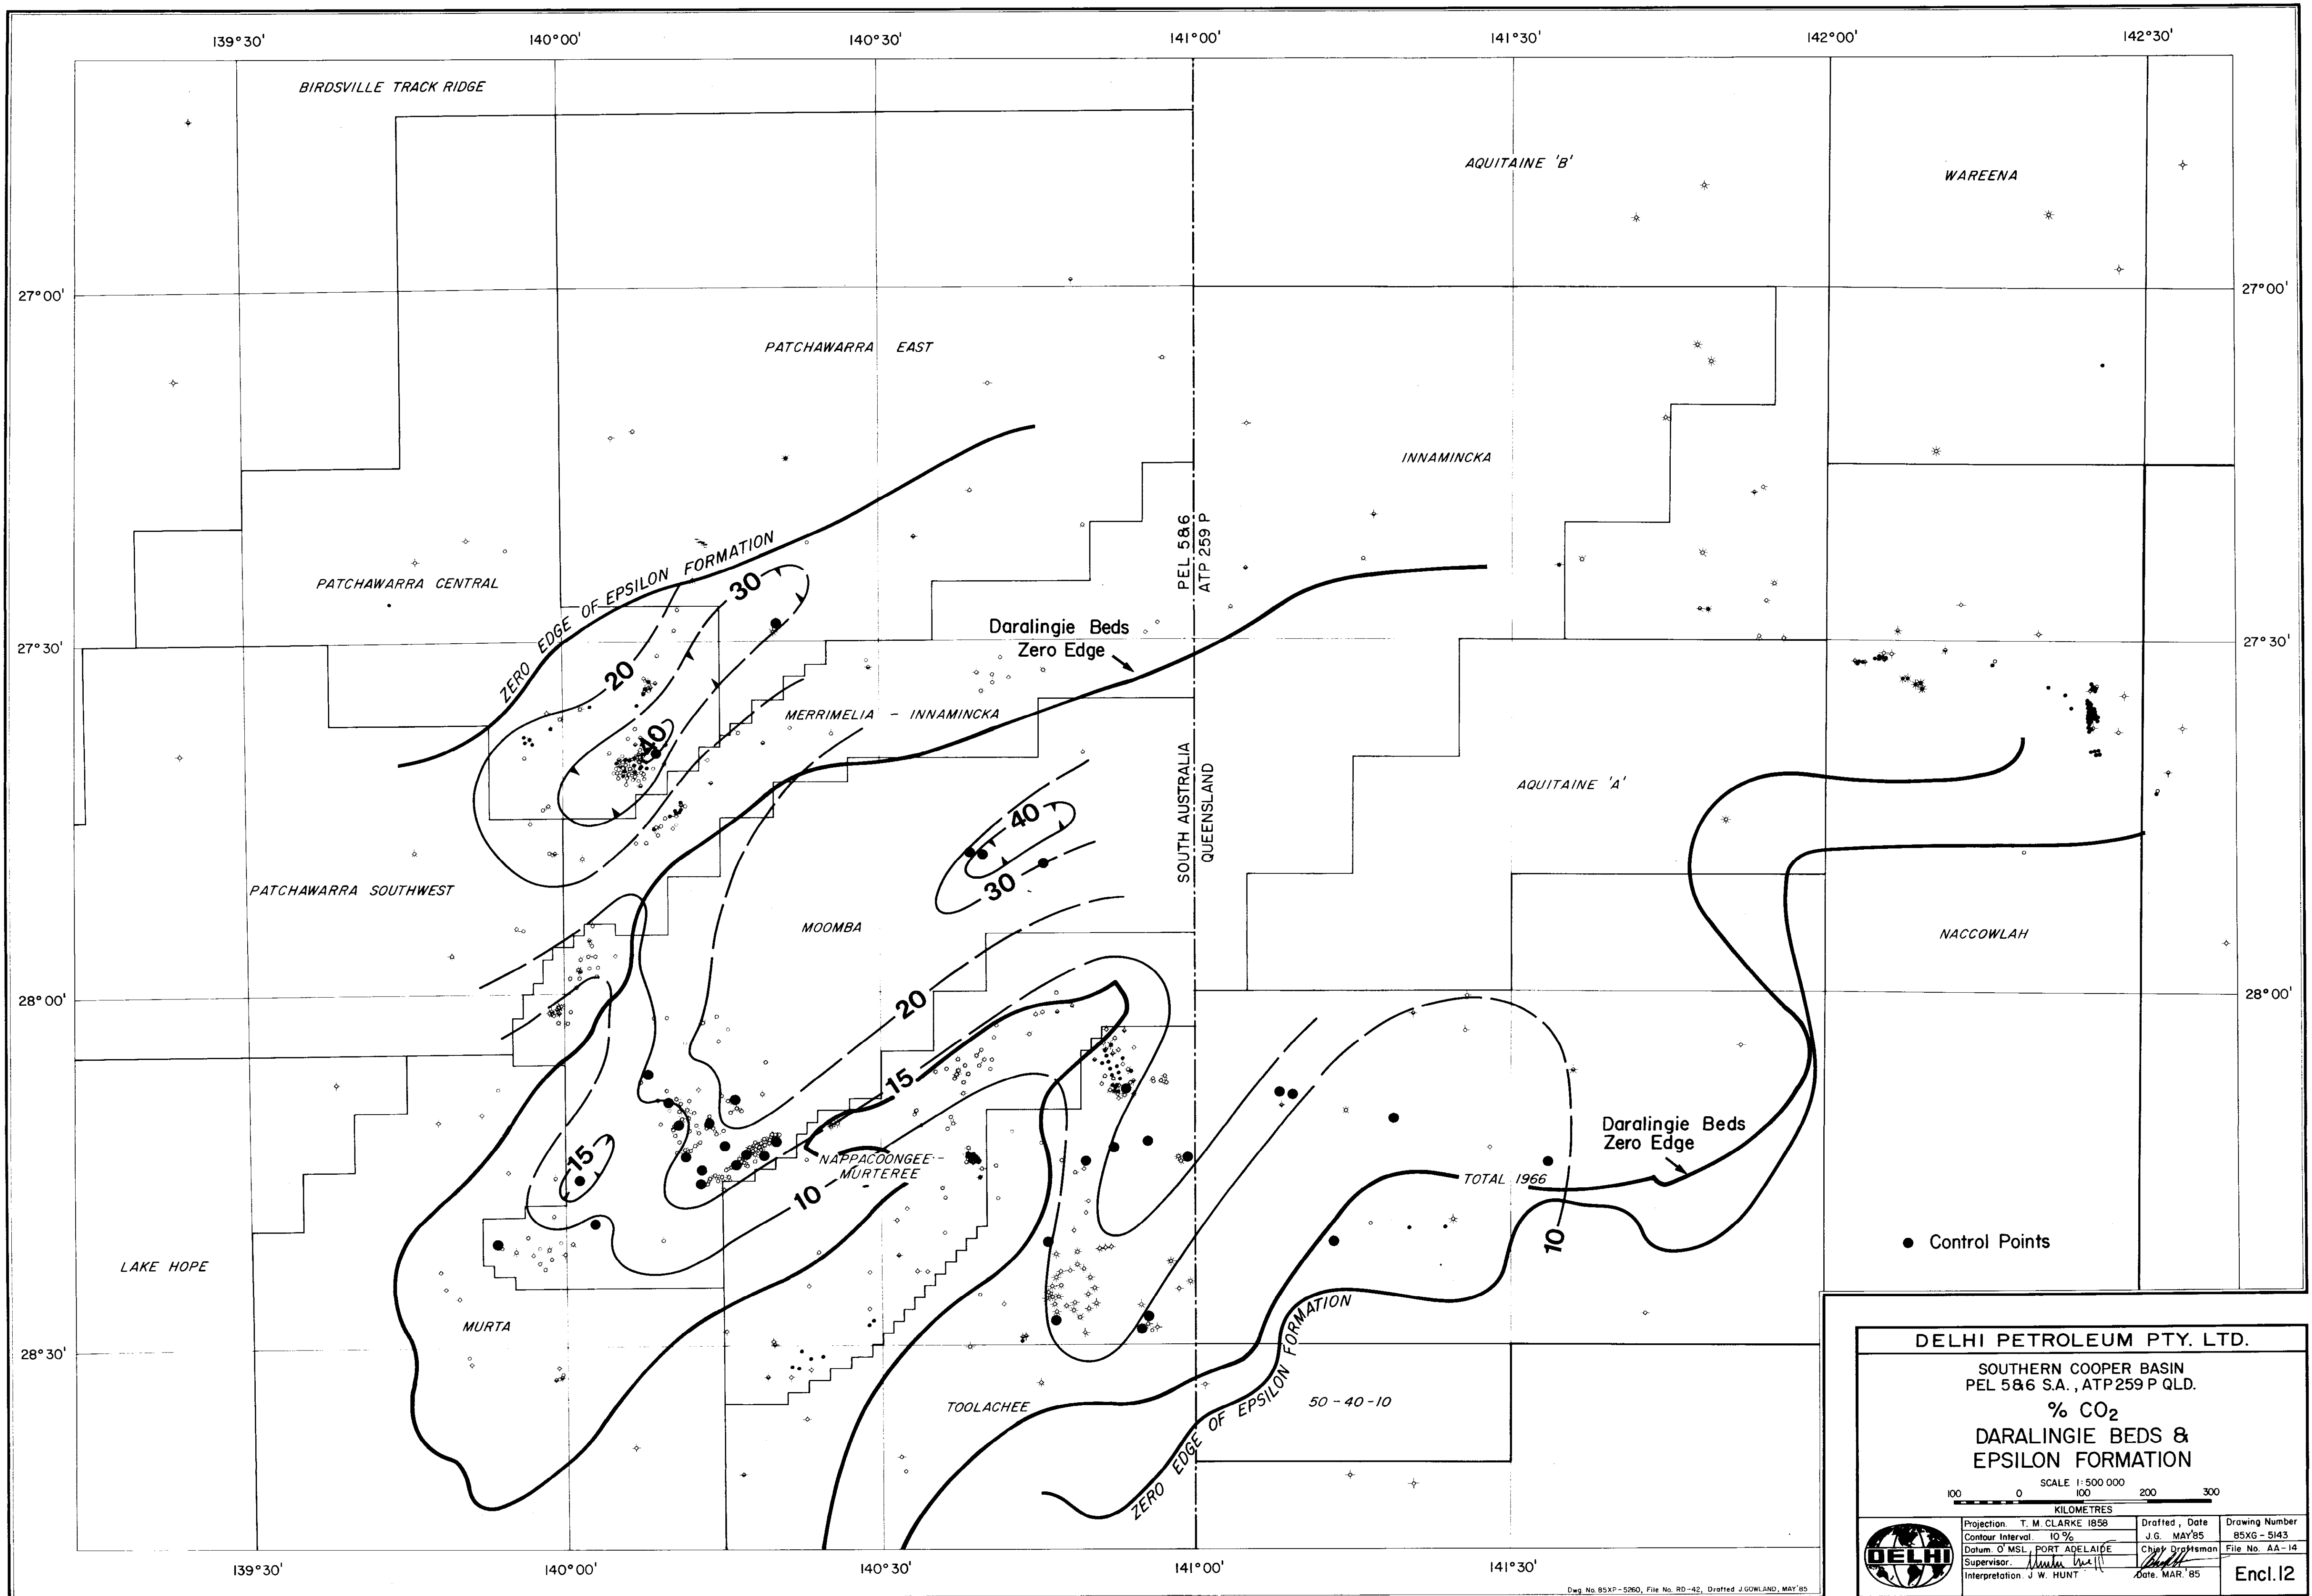 139°30'
140°00'
140°30'
141°00'
141°30'
142°00'
142°30'
BIRDSVILLE TRACK RIDGE
AQUITAINE 'B'
WAREENA
27°00'
27°00'
PATCHAWARRA EAST
INNAMINCKA
PEL 5&6
ATP 259 P
ZERO EDGE OF EPSILON FORMATION
30
PATCHAWARRA CENTRAL
Daralingie Beds
Zero Edge
27°30'
27°30'
20
MERRIMELIA - INNAMINCKA
40
SOUTH AUSTRALIA
QUEENSLAND
AQUITAINE 'A'
40
30
PATCHAWARRA SOUTHWEST
MOOMBA
NACCOWLAH
28°00'
28°00'
20
15
Daralingie Beds
Zero Edge
15
NAPPACOONGEE -
MURTEREE
TOTAL 1966
10
10
LAKE HOPE
● Control Points
MURTA
28°30'
ZERO EDGE OF EPSILON FORMATION
TOOLACHEE
50 - 40 - 10
139°30'
140°00'
140°30'
141°00'
141°30'
DELHI PETROLEUM PTY. LTD.
SOUTHERN COOPER BASIN
PEL 5&6 S.A., ATP 259 P QLD.
% CO₂
DARALINGIE BEDS &
EPSILON FORMATION
SCALE 1:500 000
100 0 100 200 300
KILOMETRES
DELHI
Projection. T. M. CLARKE 1858
Contour Interval. 10 %
Datum. 0' MSL, PORT ADELAIDE
Supervisor.
Interpretation. J W. HUNT
Drafted, Date
J.G. MAY'85
Chief Draftsman
Date. MAR.'85
Drawing Number
85XG - 5143
File No. AA-14
Encl.12
Dwg. No. 85XP-5260, File No. RD-42, Drafted J.GOWLAND, MAY'85